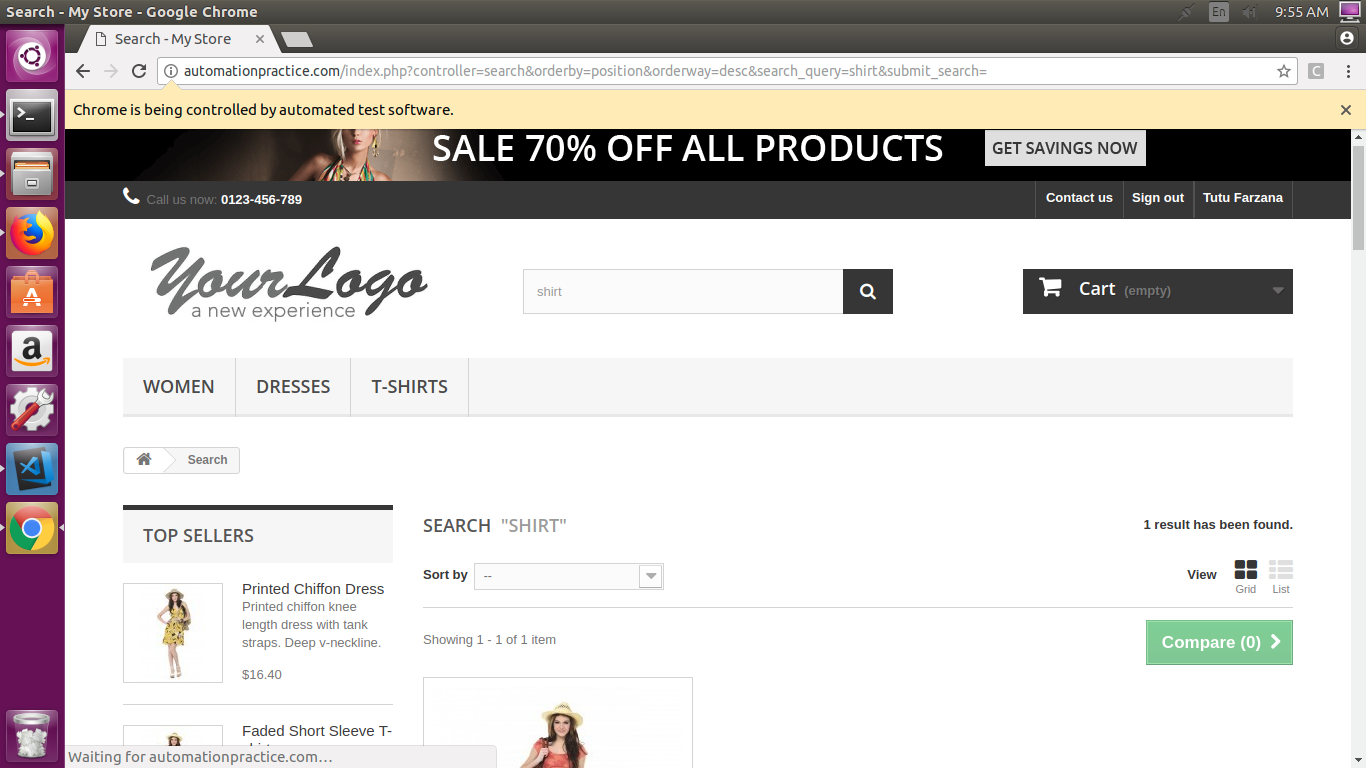 Search - My Store - Google Chrome
En
9:55 AM
Search - My Store
automationpractice.com/index.php?controller=search&orderby=position&orderway=desc&search_query=shirt&submit_search=
C
Chrome is being controlled by automated test software.
SALE 70% OFF ALL PRODUCTS
GET SAVINGS NOW
Call us now: 0123-456-789
Contact us
Sign out
Tutu Farzana
YourLogo
a new experience
shirt
Cart (empty)
WOMEN
DRESSES
T-SHIRTS
Search
TOP SELLERS
SEARCH "SHIRT"
1 result has been found.
Sort by
--
View
Grid
List
Printed Chiffon Dress
Printed chiffon knee
length dress with tank
straps. Deep v-neckline.
$16.40
Showing 1 - 1 of 1 item
Compare (0)
Faded Short Sleeve T-
Waiting for automationpractice.com…